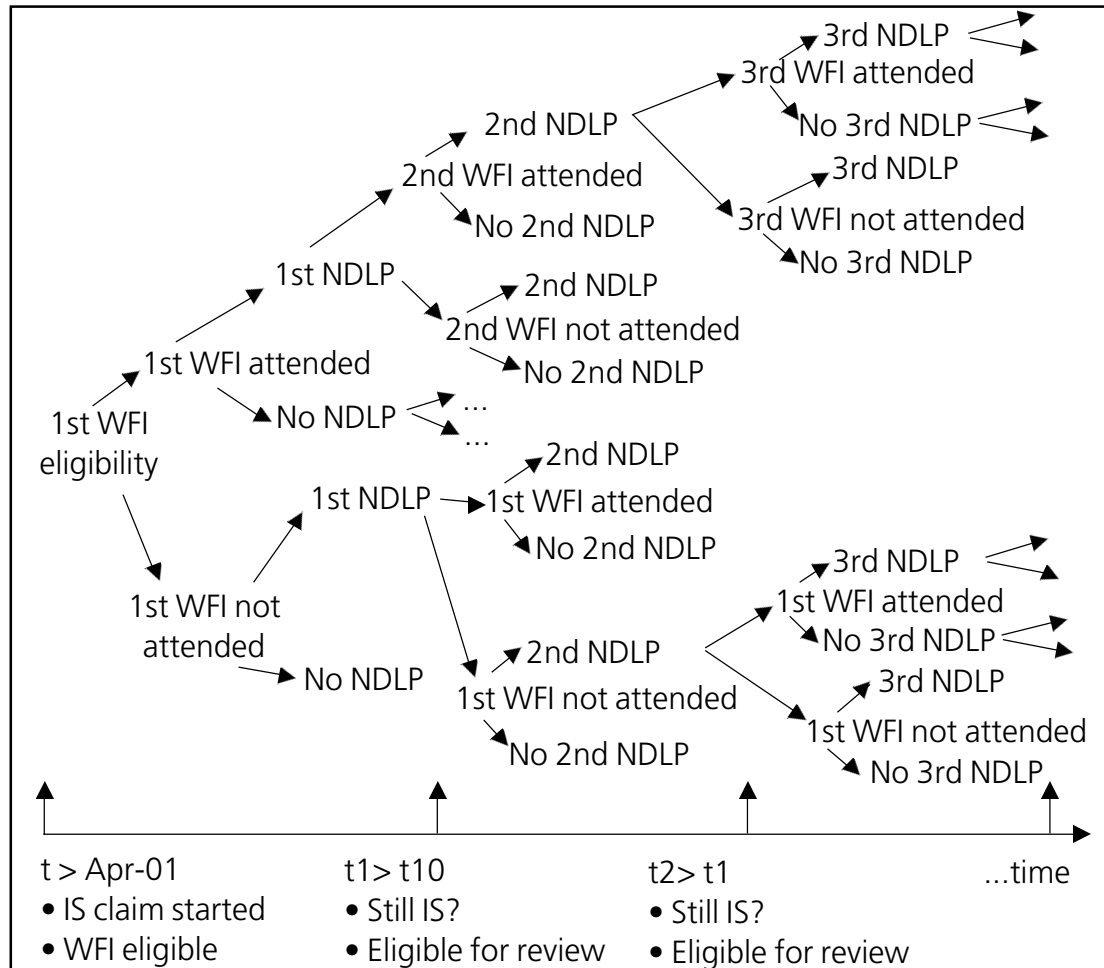 3rd NDLP
3rd WFI attended
No 3rd NDLP
2nd NDLP
2nd WFI attended
No 2nd NDLP
3rd NDLP
3rd WFI not attended
No 3rd NDLP
1st NDLP
2nd NDLP
2nd WFI not attended
No 2nd NDLP
1st WFI attended
No NDLP
...
...
1st WFI
eligibility
1st NDLP
2nd NDLP
1st WFI attended
No 2nd NDLP
1st WFI not
attended
No NDLP
2nd NDLP
1st WFI not attended
No 2nd NDLP
3rd NDLP
1st WFI attended
No 3rd NDLP
3rd NDLP
1st WFI not attended
No 3rd NDLP
t > Apr-01
• IS claim started
• WFI eligible
t1> t10
• Still IS?
• Eligible for review
t2> t1
• Still IS?
• Eligible for review
...time